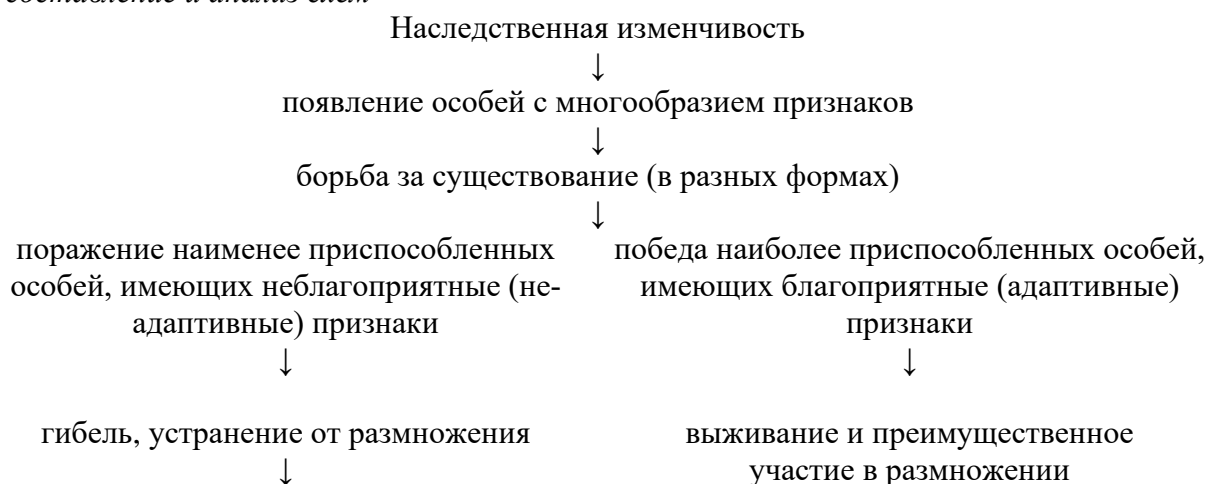 составление и анализ схем
Наследственная изменчивость
↓
появление особей с многообразием признаков
↓
борьба за существование (в разных формах)
↓
поражение наименее приспособленных
особей, имеющих неблагоприятные (не-
адаптивные) признаки
↓
гибель, устранение от размножения
↓
победа наиболее приспособленных особей,
имеющих благоприятные (адаптивные)
признаки
↓
выживание и преимущественное
участие в размножении